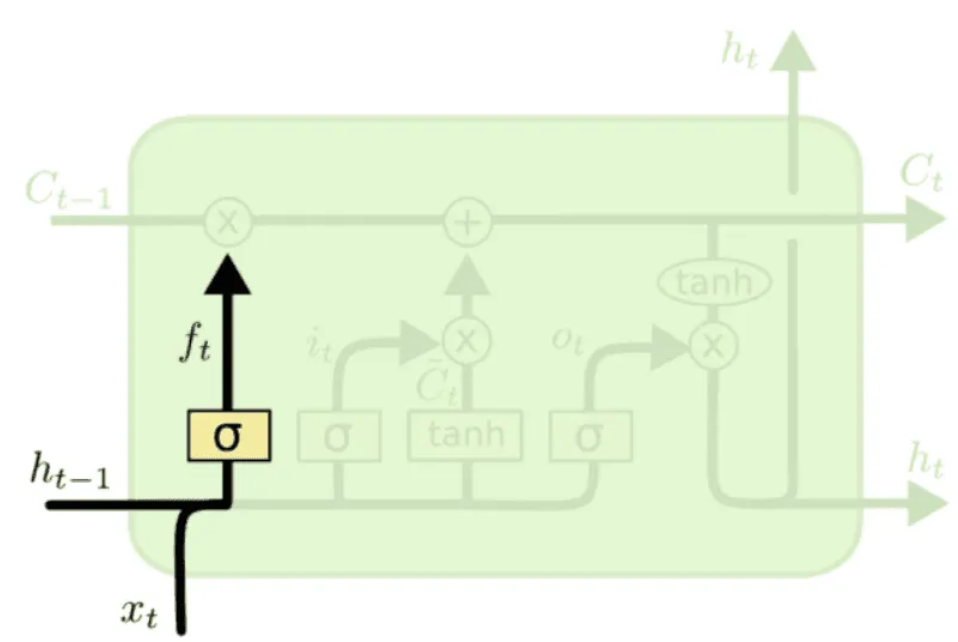 h_t
C_{t-1}
C_t
×
+
tanh
f_t
i_t
×
o_t
×
C̃_t
σ
σ
tanh
σ
h_{t-1}
h_t
x_t